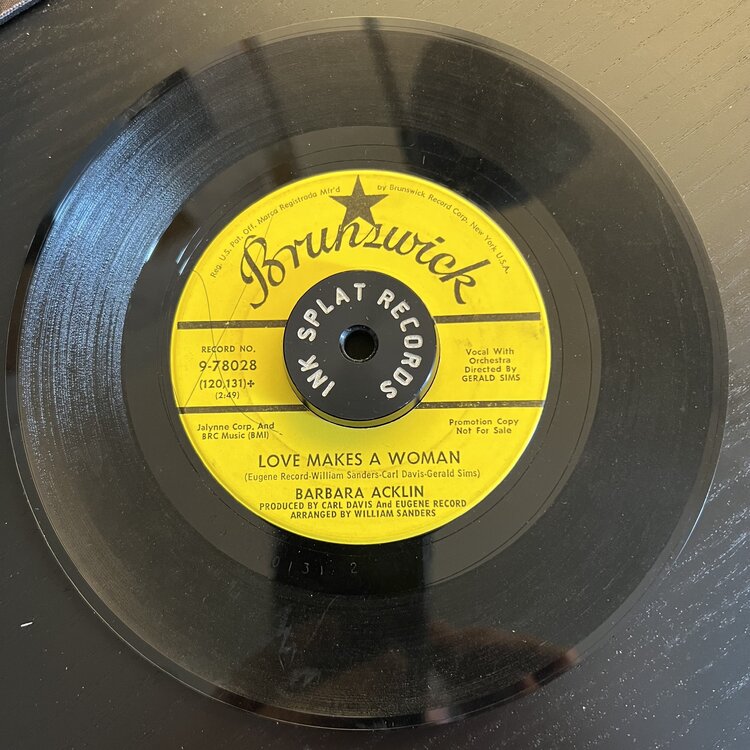 Reg. U.S. Pat. Off. Marca Registrada Mfr'd by Brunswick Record Corp. New York U.S.A.
Brunswick
INK SPLAT RECORDS
RECORD NO.
9-78028
(120,131)+
(2:49)
Vocal With
Orchestra
Directed By
GERALD SIMS
Jalynne Corp. And
BRC Music (BMI)
Promotion Copy
Not For Sale
LOVE MAKES A WOMAN
(Eugene Record-William Sanders-Carl Davis-Gerald Sims)
BARBARA ACKLIN
PRODUCED BY CARL DAVIS And EUGENE RECORD
ARRANGED BY WILLIAM SANDERS